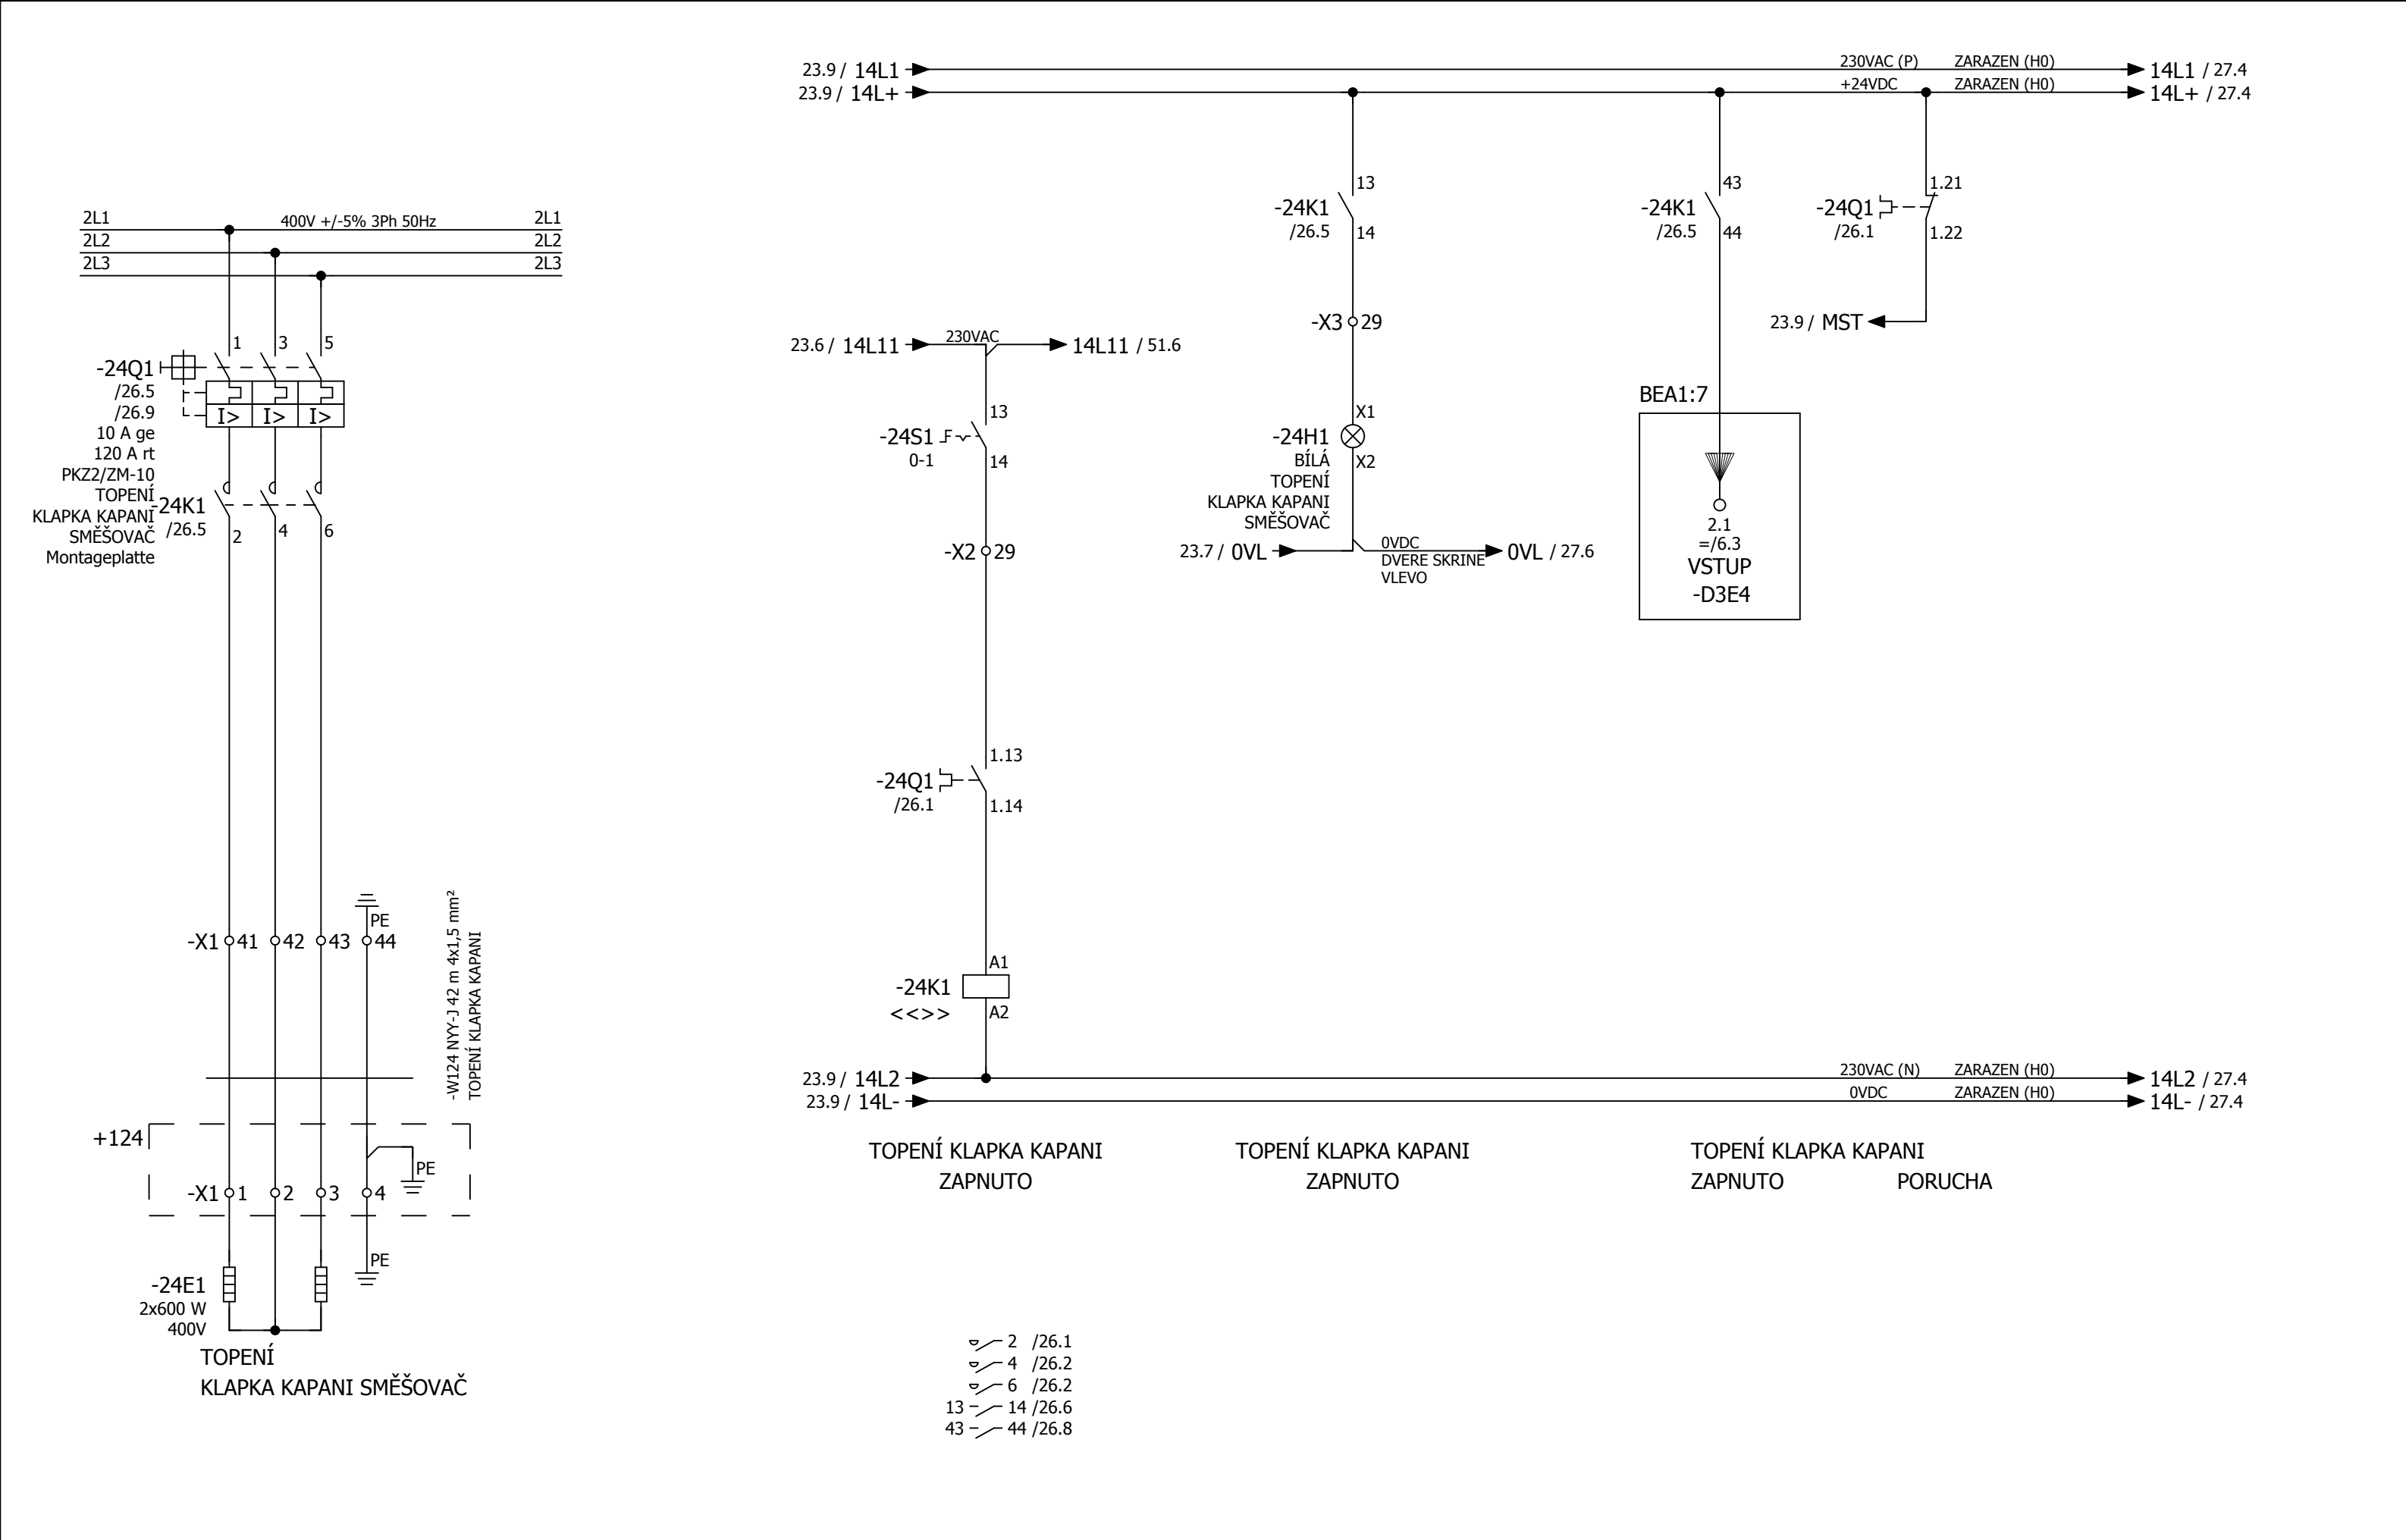 23.9 / 14L1
230VAC (P) ZARAZEN (H0)
14L1 / 27.4
23.9 / 14L+
+24VDC ZARAZEN (H0)
14L+ / 27.4
2L1 400V +/-5% 3Ph 50Hz 2L1
2L2 2L2
2L3 2L3
1 3 5
-24Q1
/26.5
/26.9
10 A ge
120 A rt
PKZ2/ZM-10
TOPENÍ
KLAPKA KAPANI
SMĚŠOVAČ
Montageplatte
I> I> I>
-24K1
/26.5
2 4 6
-X1 41 42 43 44
PE
-W124 NYY-J 42 m 4x1,5 mm²
TOPENÍ KLAPKA KAPANI
+124
PE
-X1 1 2 3 4
PE
-24E1
2x600 W
400V
TOPENÍ
KLAPKA KAPANI SMĚŠOVAČ
23.6 / 14L11
230VAC
14L11 / 51.6
13
-24S1
0-1
14
-X2 29
1.13
-24Q1
/26.1
1.14
A1
-24K1
<<>>
A2
13
-24K1
/26.5
14
-X3 29
X1
-24H1
BÍLÁ
X2
TOPENÍ
KLAPKA KAPANI
SMĚŠOVAČ
23.7 / 0VL
0VDC
DVERE SKRINE
VLEVO
0VL / 27.6
43
-24K1
/26.5
44
BEA1:7
2.1
=/6.3
VSTUP
-D3E4
1.21
-24Q1
/26.1
1.22
23.9 / MST
23.9 / 14L2
230VAC (N) ZARAZEN (H0)
14L2 / 27.4
23.9 / 14L-
0VDC ZARAZEN (H0)
14L- / 27.4
TOPENÍ KLAPKA KAPANI
ZAPNUTO
TOPENÍ KLAPKA KAPANI
ZAPNUTO
TOPENÍ KLAPKA KAPANI
ZAPNUTO PORUCHA
2 /26.1
4 /26.2
6 /26.2
13 14 /26.6
43 44 /26.8